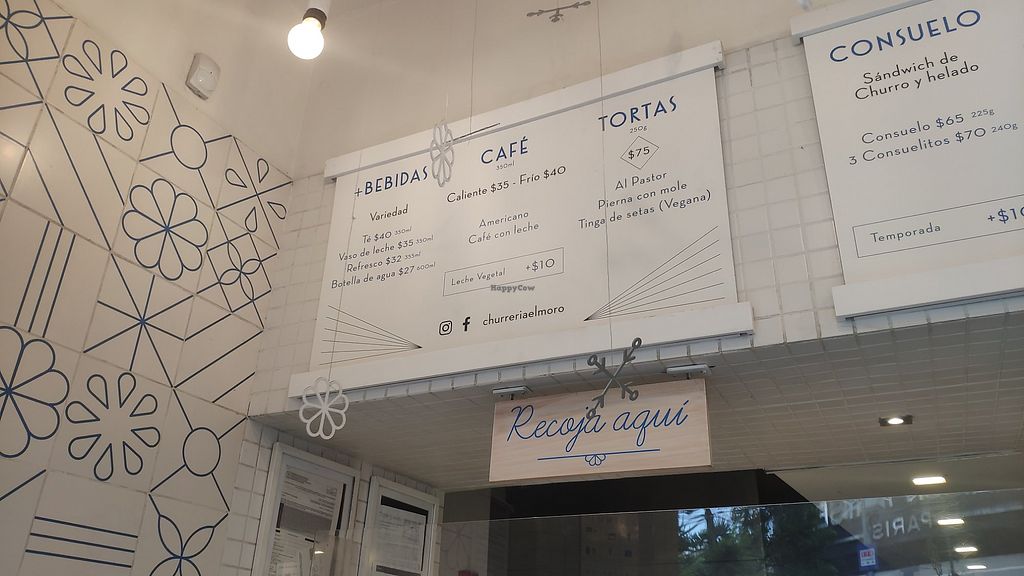 +BEBIDAS
Variedad
Té $40 350ml
Vaso de leche $35 350ml
Refresco $32 355ml
Botella de agua $27 600ml
CAFÉ
350ml
Caliente $35 - Frío $40
Americano
Café con leche
Leche Vegetal +$10
churreriaelmoro
TORTAS
250g
$75
Al Pastor
Pierna con mole
Tinga de setas (Vegana)
CONSUELO
Sándwich de
Churro y helado
Consuelo $65 225g
3 Consuelitos $70 240g
Temporada +$10
Recoja aquí
HappyCow
PARIS